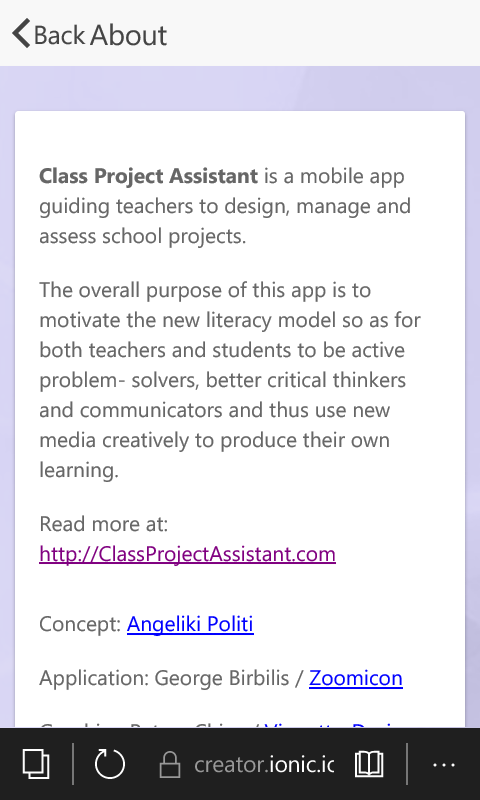 Back About
Class Project Assistant is a mobile app
guiding teachers to design, manage and
assess school projects.
The overall purpose of this app is to
motivate the new literacy model so as for
both teachers and students to be active
problem- solvers, better critical thinkers
and communicators and thus use new
media creatively to produce their own
learning.
Read more at:
http://ClassProjectAssistant.com
Concept: Angeliki Politi
Application: George Birbilis / Zoomicon
creator.ionic.io